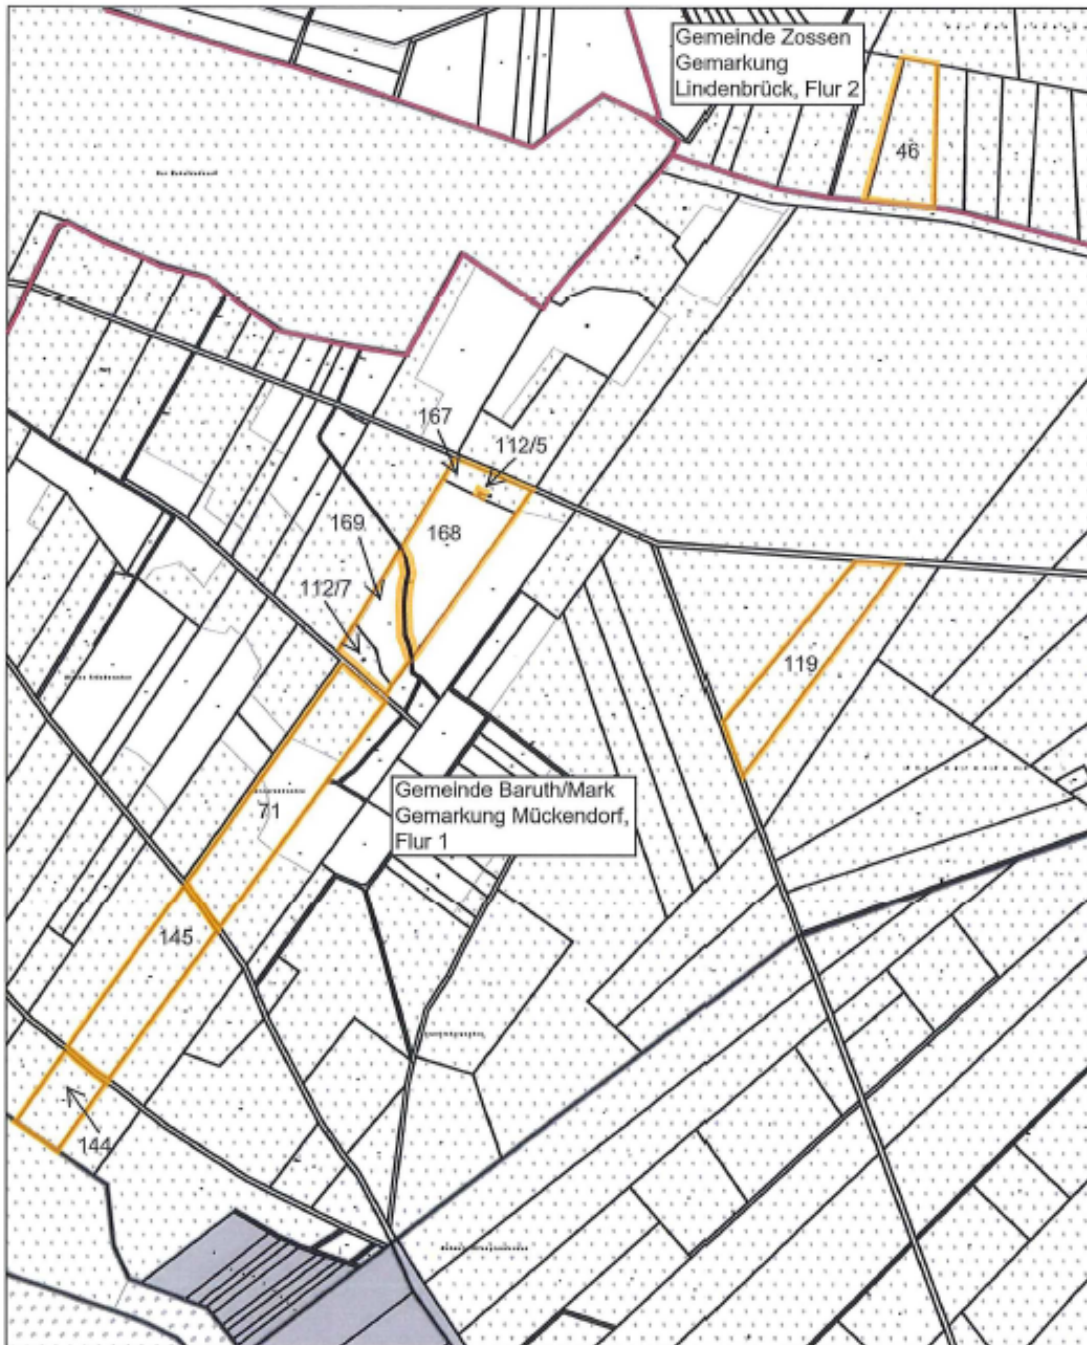 Gemeinde Zossen
Gemarkung
Lindenbrück, Flur 2
46
167
112/5
169
168
112/7
119
Gemeinde Baruth/Mark
Gemarkung Mückendorf,
Flur 1
71
145
144